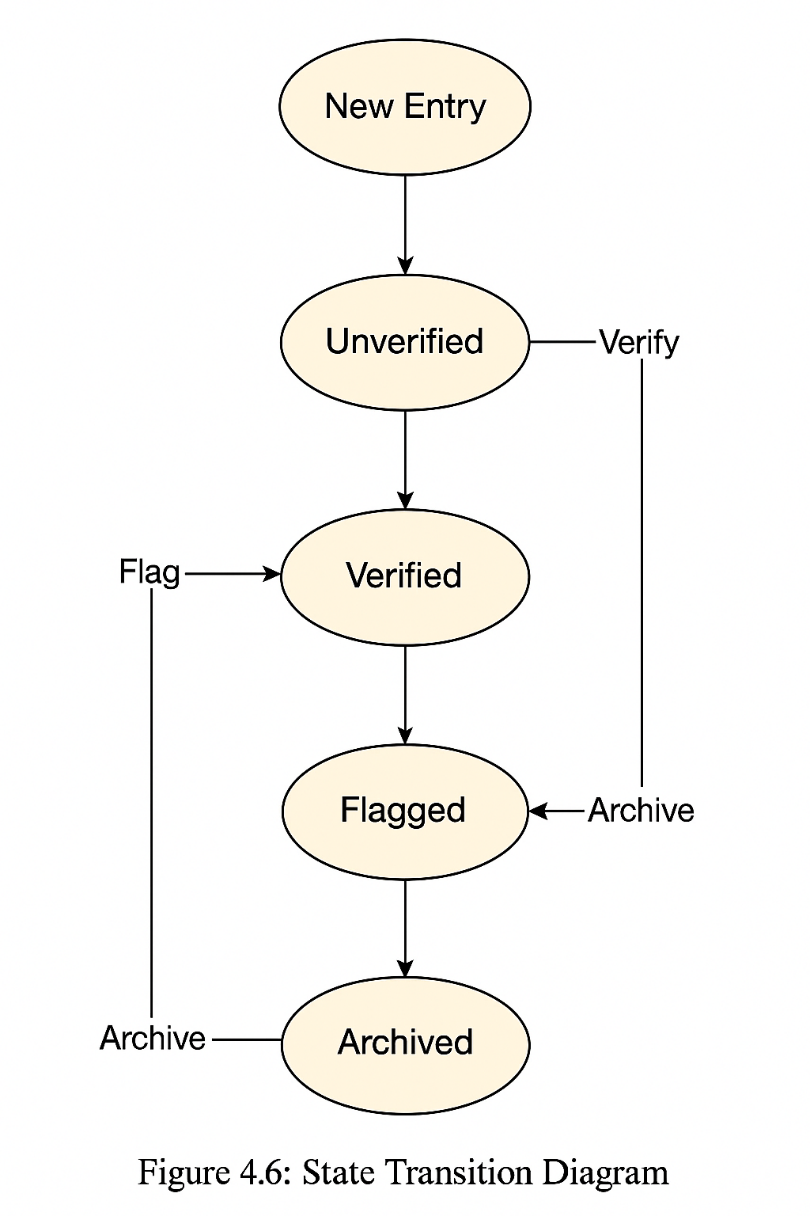 New Entry
Unverified
Verify
Flag
Verified
Flagged
Archive
Archive
Archived
Figure 4.6: State Transition Diagram